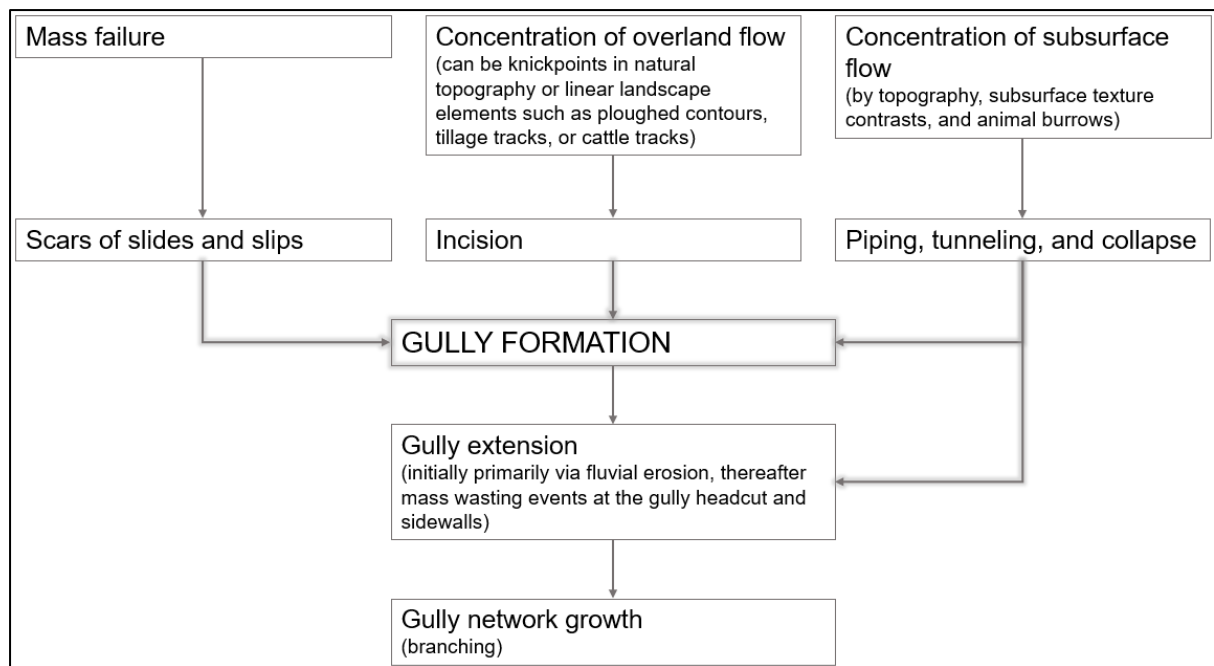 Mass failure
Concentration of overland flow
(can be knickpoints in natural
topography or linear landscape
elements such as ploughed contours,
tillage tracks, or cattle tracks)
Concentration of subsurface
flow
(by topography, subsurface texture
contrasts, and animal burrows)
Scars of slides and slips
Incision
Piping, tunneling, and collapse
GULLY FORMATION
Gully extension
(initially primarily via fluvial erosion, thereafter
mass wasting events at the gully headcut and
sidewalls)
Gully network growth
(branching)